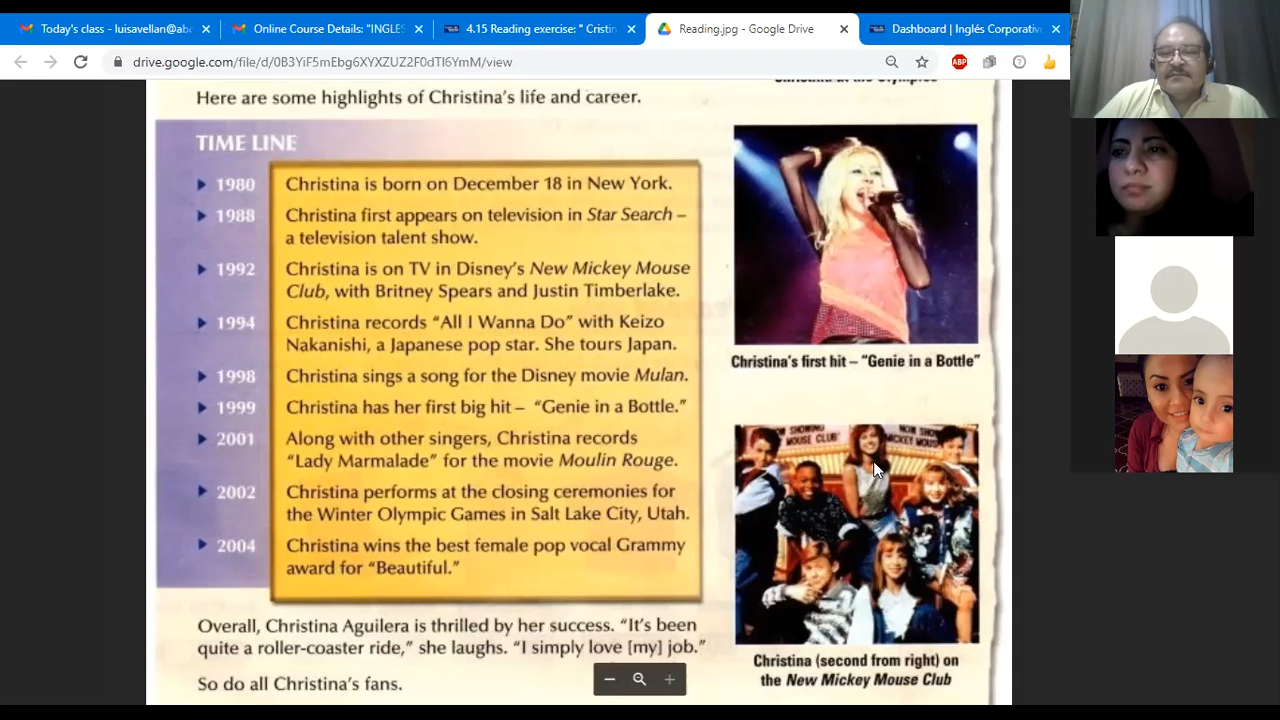 Today's class - luisavellan@abc
Online Course Details: "INGLES
4.15 Reading exercise: " Cristin
Reading.jpg - Google Drive
Dashboard | Inglés Corporativo
drive.google.com/file/d/0B3YiF5mEbg6XYXZUZ2F0dTl6YmM/view
Christina at the Olympics
Here are some highlights of Christina's life and career.
TIME LINE
1980 Christina is born on December 18 in New York.
1988 Christina first appears on television in Star Search –
a television talent show.
1992 Christina is on TV in Disney's New Mickey Mouse
Club, with Britney Spears and Justin Timberlake.
1994 Christina records "All I Wanna Do" with Keizo
Nakanishi, a Japanese pop star. She tours Japan.
1998 Christina sings a song for the Disney movie Mulan.
1999 Christina has her first big hit – "Genie in a Bottle."
2001 Along with other singers, Christina records
"Lady Marmalade" for the movie Moulin Rouge.
2002 Christina performs at the closing ceremonies for
the Winter Olympic Games in Salt Lake City, Utah.
2004 Christina wins the best female pop vocal Grammy
award for "Beautiful."
Overall, Christina Aguilera is thrilled by her success. "It's been
quite a roller-coaster ride," she laughs. "I simply love [my] job."
So do all Christina's fans.
Christina's first hit – "Genie in a Bottle"
MOUSE CLUB
Christina (second from right) on
the New Mickey Mouse Club